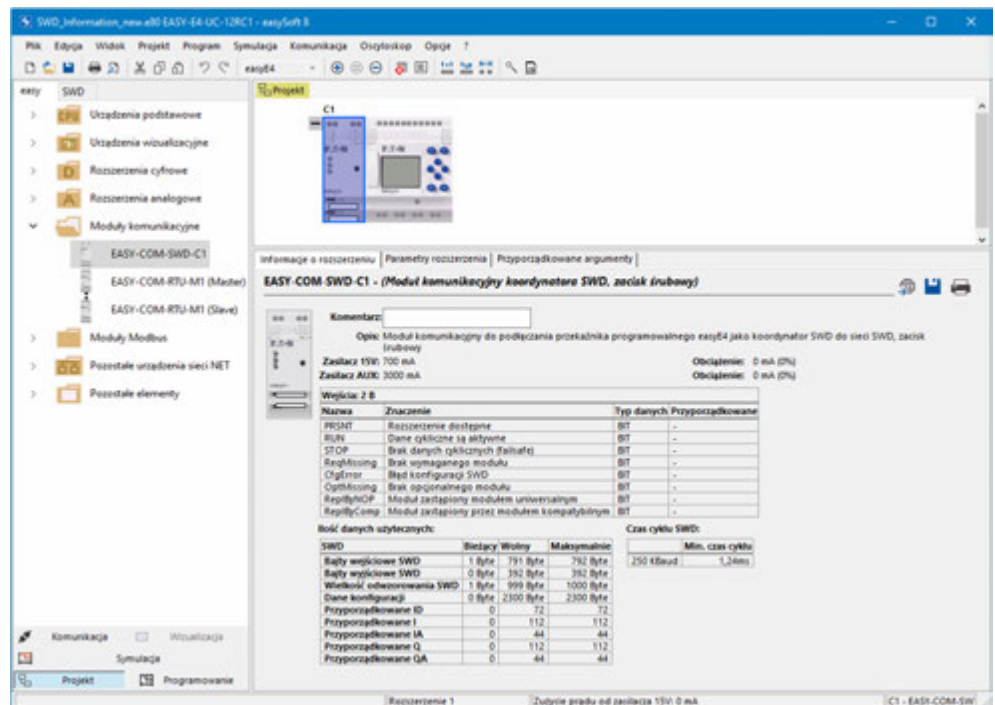 SWD_Information_new.e80 EASY-E4-UC-12RC1 - easySoft 8
Plik Edycja Widok Projekt Program Symulacja Komunikacja Oscyloskop Opcje ?
easyE4
easy SWD
Projekt
Urządzenia podstawowe
Urządzenia wizualizacyjne
Rozszerzenia cyfrowe
Rozszerzenia analogowe
Moduły komunikacyjne
EASY-COM-SWD-C1
EASY-COM-RTU-M1 (Master)
EASY-COM-RTU-M1 (Slave)
Moduły Modbus
Pozostałe urządzenia sieci NET
Pozostałe elementy
Komunikacja Wizualizacja
Symulacja
Projekt Programowanie
C1
Informacje o rozszerzeniu Parametry rozszerzenia Przyporządkowane argumenty
EASY-COM-SWD-C1 - (Moduł komunikacyjny koordynatora SWD, zacisk śrubowy)
Komentarz:
Opis: Moduł komunikacyjny do podłączania przekaźnika programowalnego easyE4 jako koordynator SWD do sieci SWD, zacisk
śrubowy
Zasilacz 15V: 700 mA Obciążenie: 0 mA (0%)
Zasilacz AUX: 3000 mA Obciążenie: 0 mA (0%)
Wejścia: 2 B
Nazwa Znaczenie Typ danych Przyporządkowane
PRSNT Rozszerzenie dostępne BIT -
RUN Dane cykliczne są aktywne BIT -
STOP Brak danych cyklicznych (failsafe) BIT -
ReqMissing Brak wymaganego modułu BIT -
CfgError Błąd konfiguracji SWD BIT -
OptMissing Brak opcjonalnego modułu BIT -
ReplByNOP Moduł zastąpiony modułem uniwersalnym BIT -
ReplByComp Moduł zastąpiony przez modułem kompatybilnym BIT -
Ilość danych użytecznych: Czas cyklu SWD:
SWD Bieżący Wolny Maksymalnie Min. czas cyklu
Bajty wejściowe SWD 1 Byte 791 Byte 792 Byte 250 KBaud 1,24ms
Bajty wyjściowe SWD 0 Byte 392 Byte 392 Byte
Wielkość odwzorowania SWD 1 Byte 999 Byte 1000 Byte
Dane konfiguracji 0 Byte 2300 Byte 2300 Byte
Przyporządkowane ID 0 72 72
Przyporządkowane I 0 112 112
Przyporządkowane IA 0 44 44
Przyporządkowane Q 0 112 112
Przyporządkowane QA 0 44 44
Rozszerzenie 1 Zużycie prądu od zasilacza 15V: 0 mA C1 - EASY-COM-SW